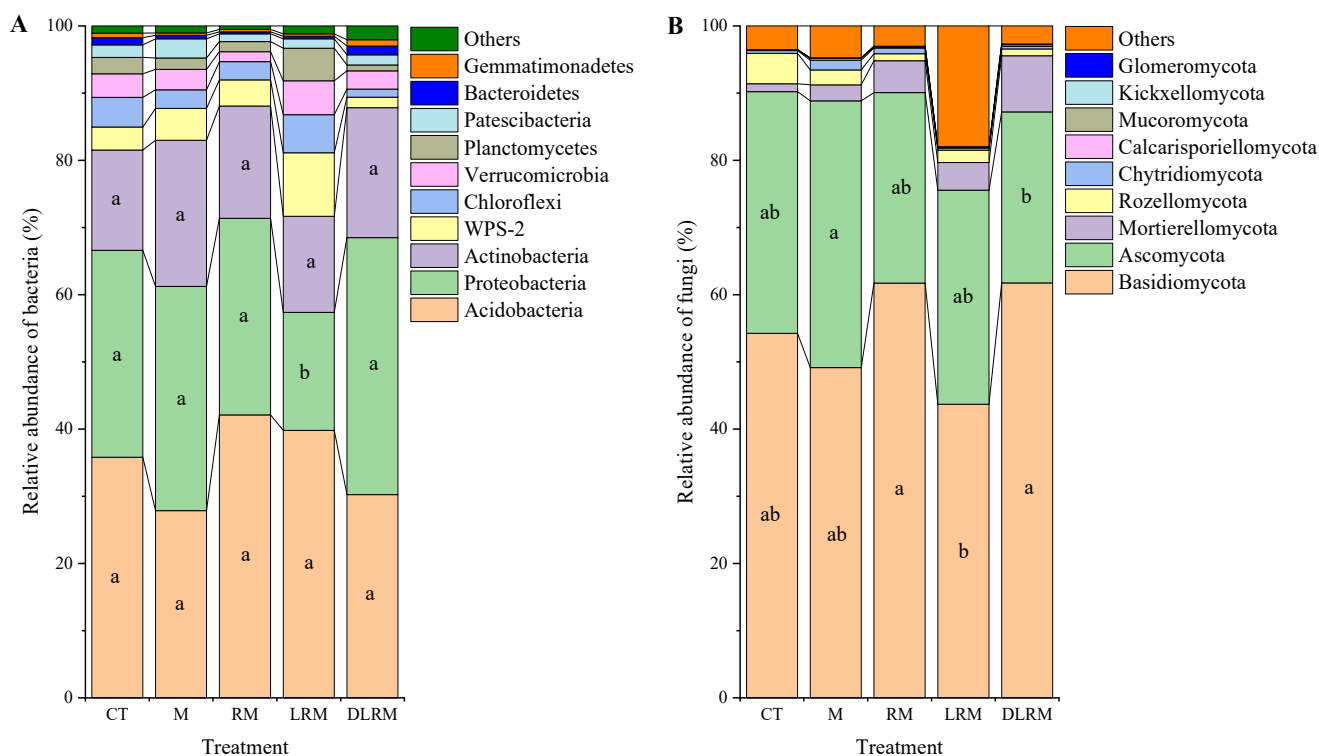 A
Relative abundance of bacteria (%)
100
80
60
40
20
0
a
a
a
a
a
a
a
a
b
a
a
a
a
a
a
CT
M
RM
LRM
DLRM
Treatment
Others
Gemmatimonadetes
Bacteroidetes
Patescibacteria
Planctomycetes
Verrucomicrobia
Chloroflexi
WPS-2
Actinobacteria
Proteobacteria
Acidobacteria
B
Relative abundance of fungi (%)
100
80
60
40
20
0
ab
a
ab
ab
b
ab
ab
a
b
a
CT
M
RM
LRM
DLRM
Treatment
Others
Glomeromycota
Kickxellomycota
Mucoromycota
Calcarisporiellomycota
Chytridiomycota
Rozellomycota
Mortierellomycota
Ascomycota
Basidiomycota